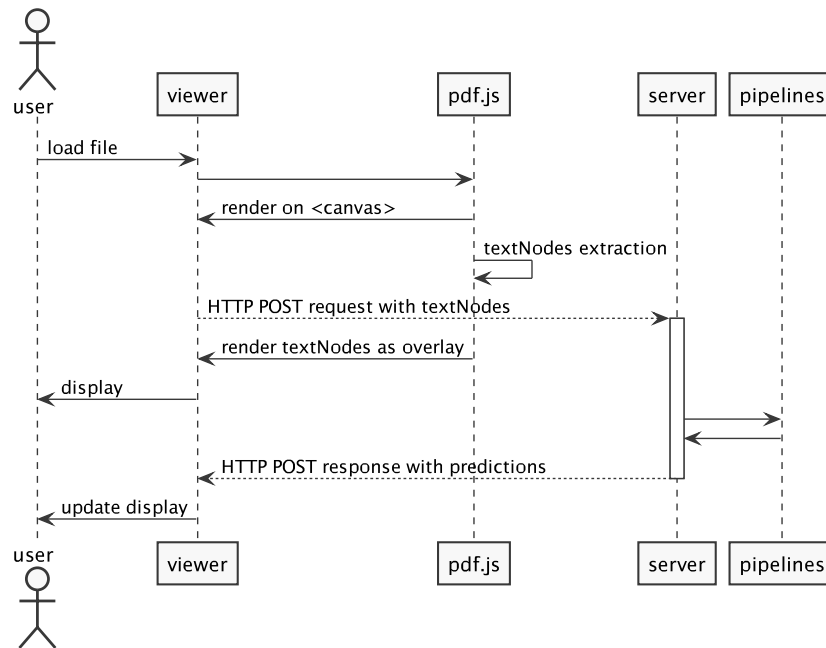 user
viewer
pdf.js
server
pipelines
load file
render on <canvas>
textNodes extraction
HTTP POST request with textNodes
render textNodes as overlay
display
HTTP POST response with predictions
update display
user
viewer
pdf.js
server
pipelines